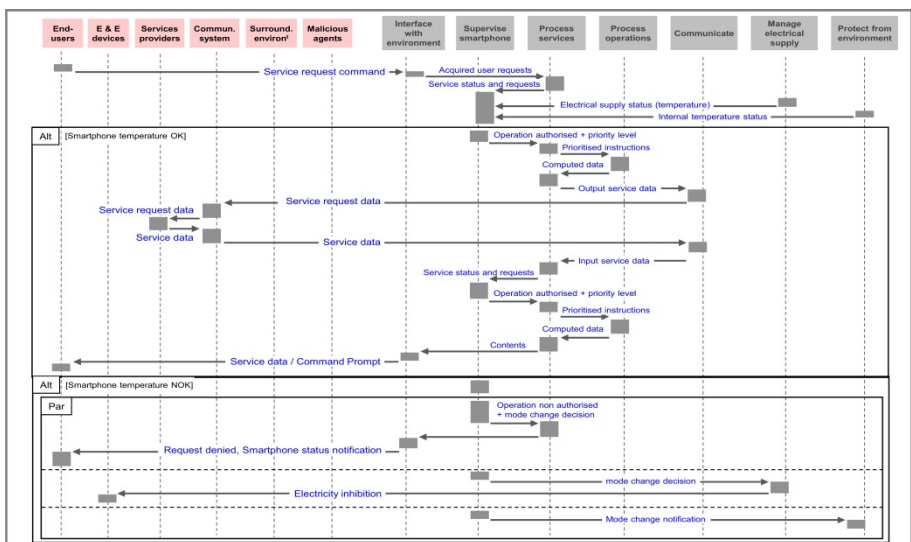 End-
users
E & E
devices
Services
providers
Commun.
system
Surround.
environt
Malicious
agents
Interface
with
environment
Supervise
smartphone
Process
services
Process
operations
Communicate
Manage
electrical
supply
Protect from
environment
Service request command
Acquired user requests
Service status and requests
Electrical supply status (temperature)
Internal temperature status
Alt [Smartphone temperature OK]
Operation authorised + priority level
Prioritised instructions
Computed data
Output service data
Service request data
Service request data
Service data
Service data
Input service data
Service status and requests
Operation authorised + priority level
Prioritised instructions
Computed data
Contents
Service data / Command Prompt
Alt [Smartphone temperature NOK]
Par
Operation non authorised
+ mode change decision
Request denied, Smartphone status notification
mode change decision
Electricity inhibition
Mode change notification